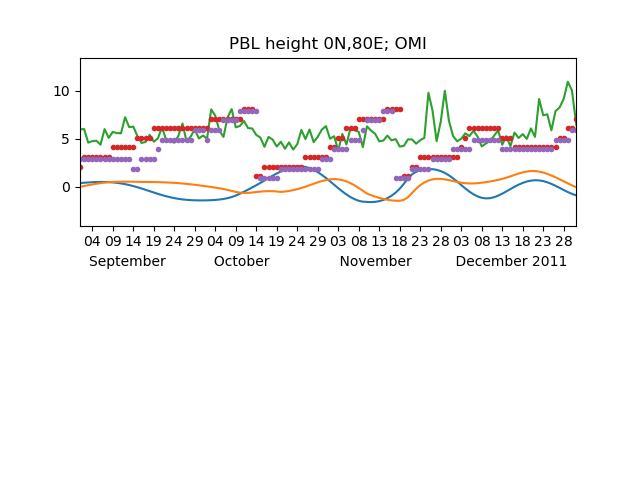 PBL height 0N,80E; OMI
10
5
0
04 09 14 19 24 29 04 09 14 19 24 29 03 08 13 18 23 28 03 08 13 18 23 28
September October November December 2011